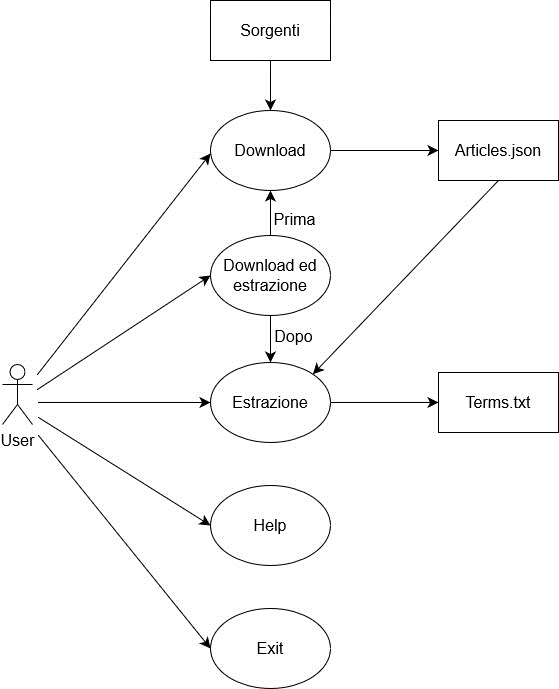 Sorgenti
Download
Articles.json
Prima
Download ed
estrazione
Dopo
Estrazione
Terms.txt
User
Help
Exit